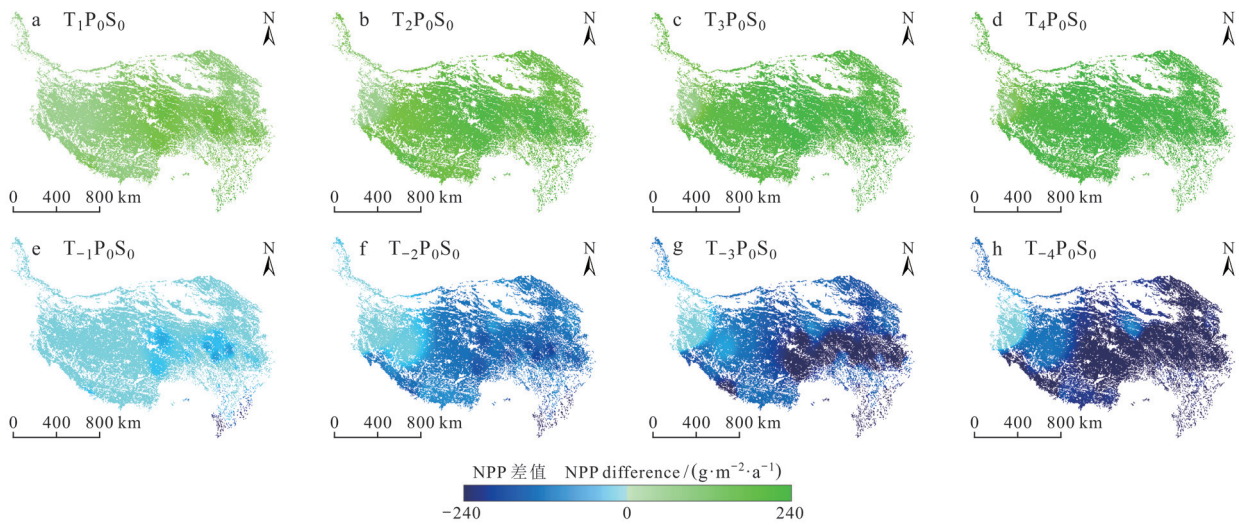 a T₁P₀S₀ N
b T₂P₀S₀ N
c T₃P₀S₀ N
d T₄P₀S₀ N
0 400 800 km
0 400 800 km
0 400 800 km
0 400 800 km
e T₋₁P₀S₀ N
f T₋₂P₀S₀ N
g T₋₃P₀S₀ N
h T₋₄P₀S₀ N
0 400 800 km
0 400 800 km
0 400 800 km
0 400 800 km
NPP 差值 NPP difference/(g·m⁻²·a⁻¹)
−240 0 240